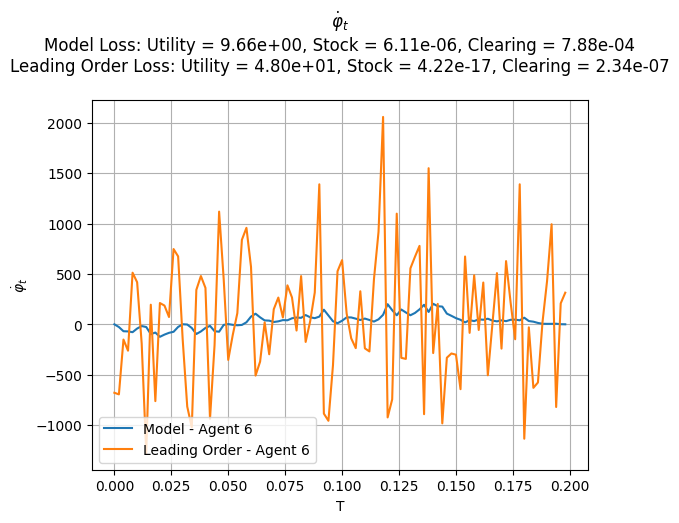 φ̇ₜ
Model Loss: Utility = 9.66e+00, Stock = 6.11e-06, Clearing = 7.88e-04
Leading Order Loss: Utility = 4.80e+01, Stock = 4.22e-17, Clearing = 2.34e-07
2000
1500
1000
500
0
−500
−1000
φ̇ₜ
Model - Agent 6
Leading Order - Agent 6
0.000 0.025 0.050 0.075 0.100 0.125 0.150 0.175 0.200
T